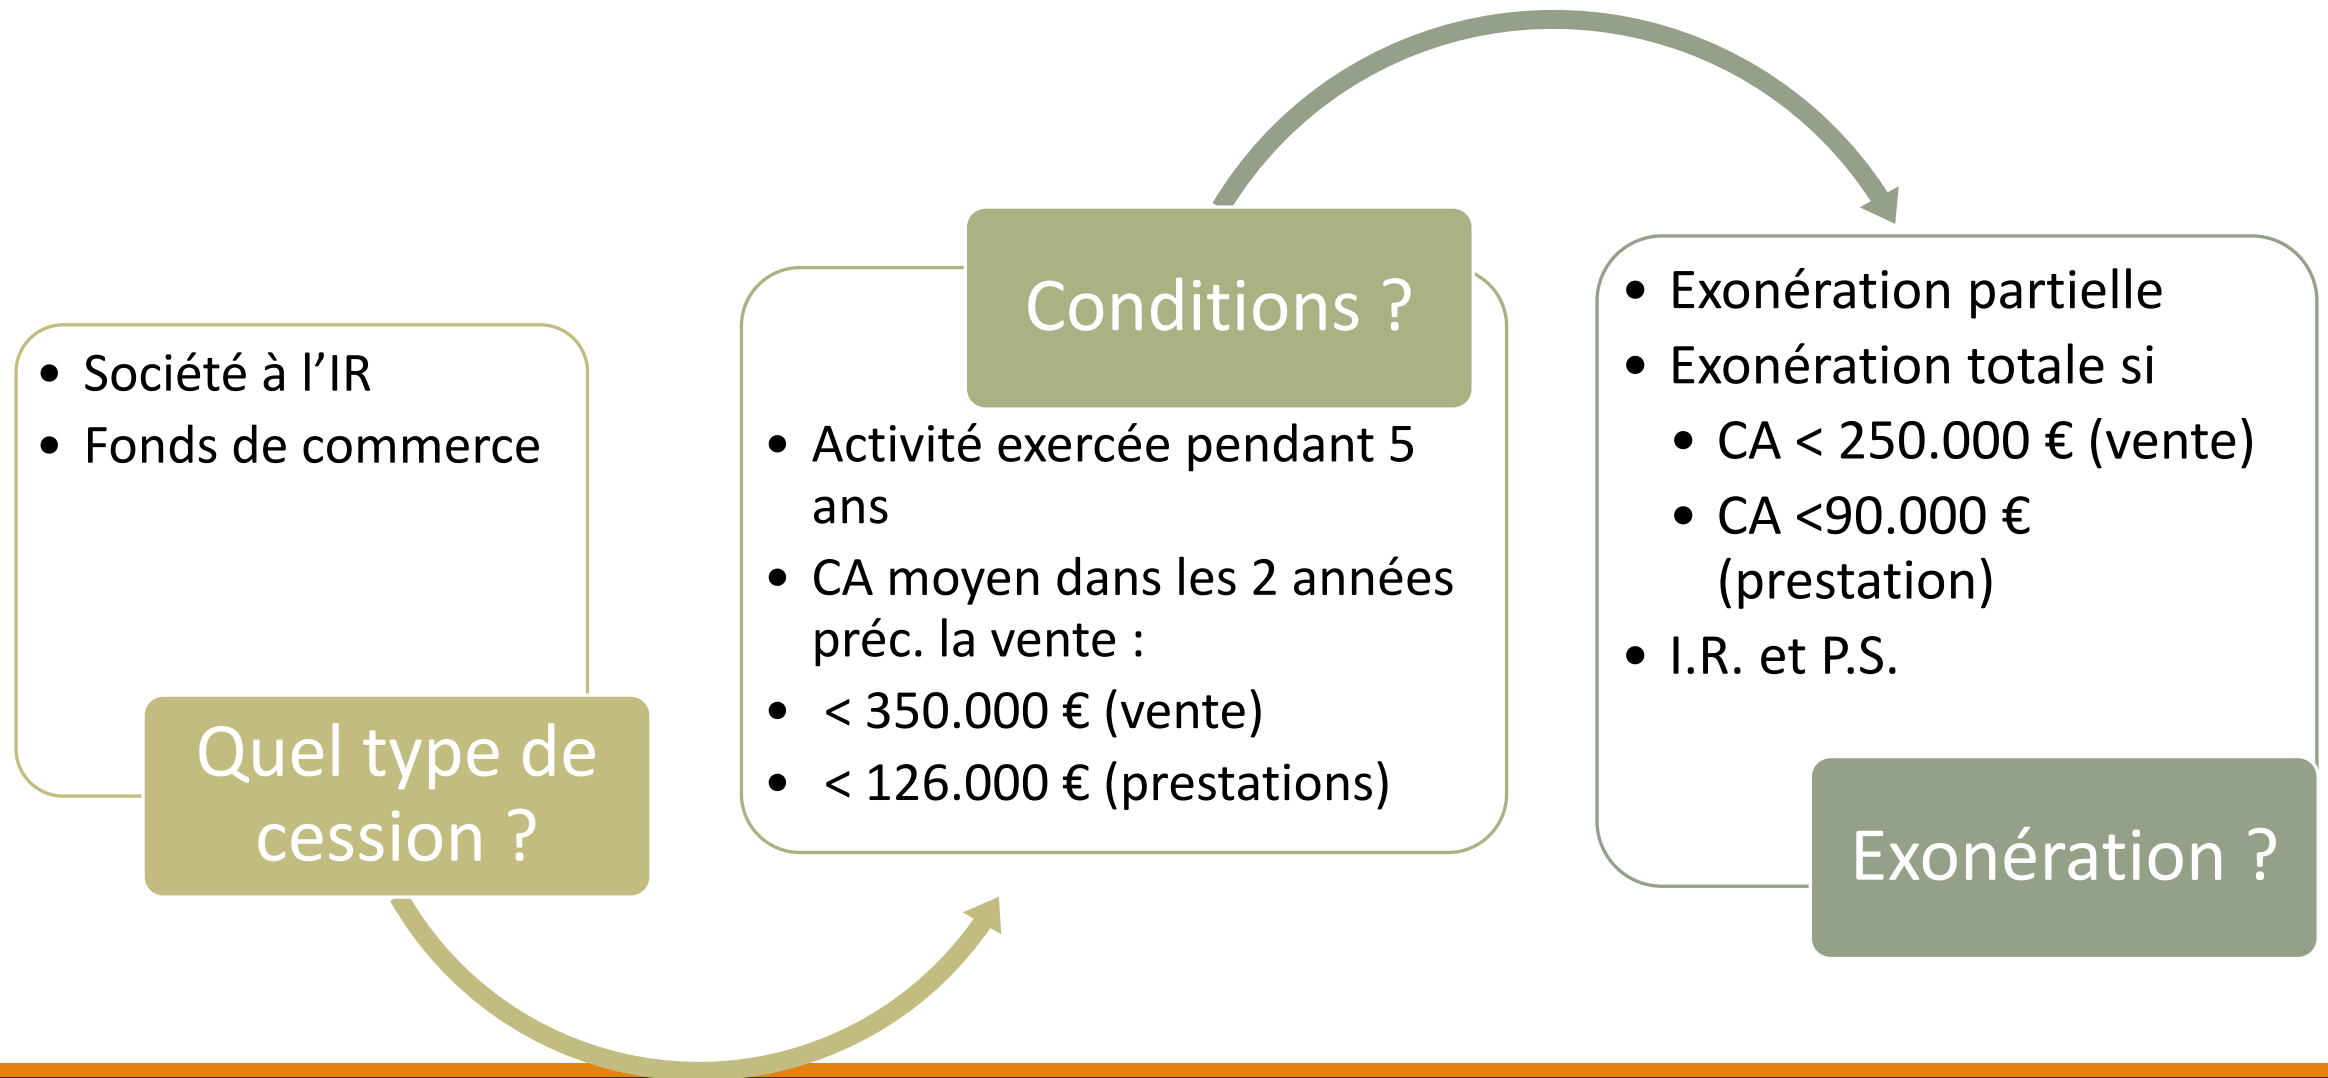 • Société à l’IR
• Fonds de commerce
Quel type de
cession ?
Conditions ?
• Activité exercée pendant 5
ans
• CA moyen dans les 2 années
préc. la vente :
• < 350.000 € (vente)
• < 126.000 € (prestations)
• Exonération partielle
• Exonération totale si
• CA < 250.000 € (vente)
• CA <90.000 €
(prestation)
• I.R. et P.S.
Exonération ?